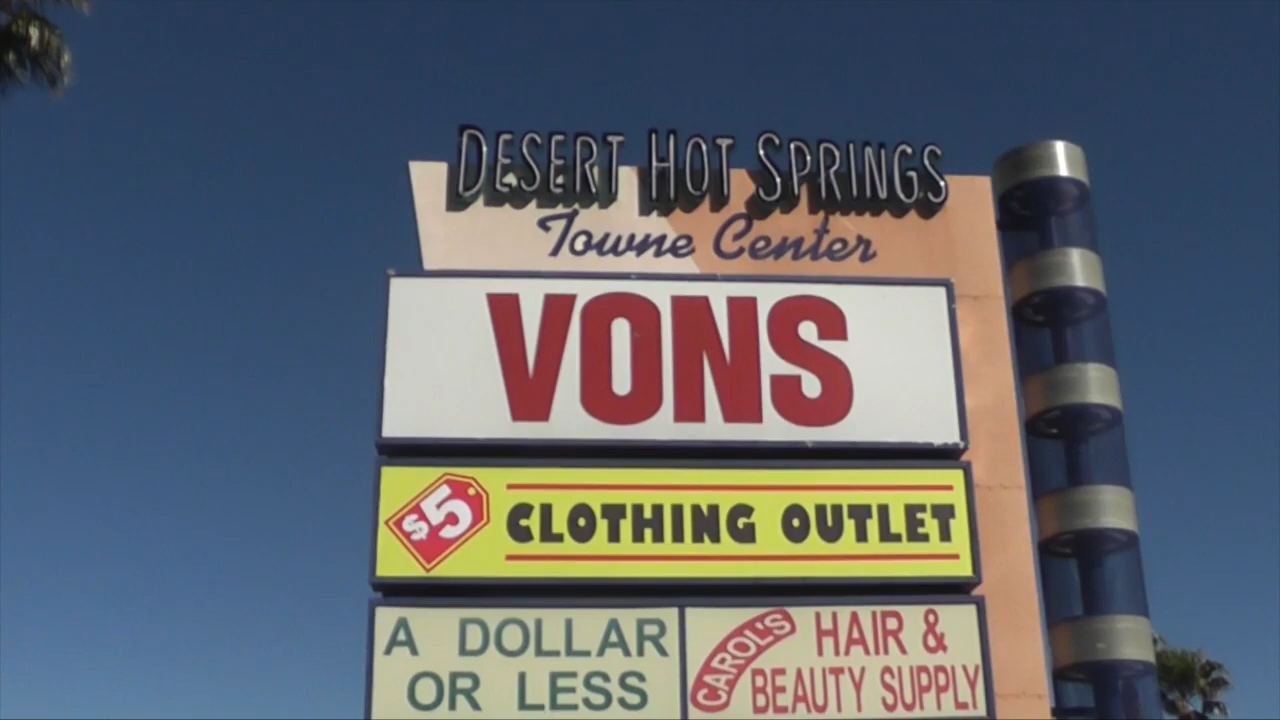 DESERT HOT SPRINGS
Towne Center
VONS
$5 CLOTHING OUTLET
A DOLLAR
OR LESS
CAROL'S HAIR &
BEAUTY SUPPLY